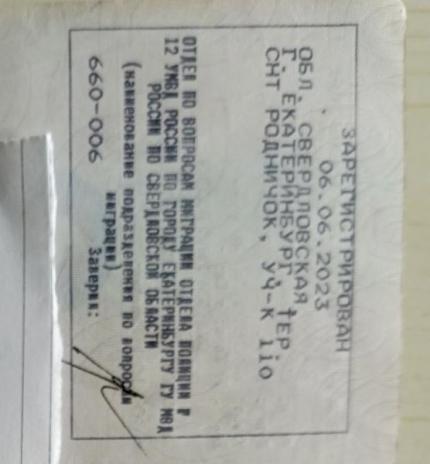 ЗАРЕГИСТРИРОВАН
06.06.2023
ОБЛ. СВЕРДЛОВСКАЯ,
Г. ЕКАТЕРИНБУРГ, ТЕР.
СНТ РОДНИЧОК, УЧ-К 110
ОТДЕЛ ПО ВОПРОСАМ МИГРАЦИИ ОТДЕЛА ПОЛИЦИИ №
12 УМВД РОССИИ ПО ГОРОДУ ЕКАТЕРИНБУРГУ ГУ МВД
РОССИИ ПО СВЕРДЛОВСКОЙ ОБЛАСТИ
(наименование подразделения по вопросам
миграции)
660-006 Заверил: